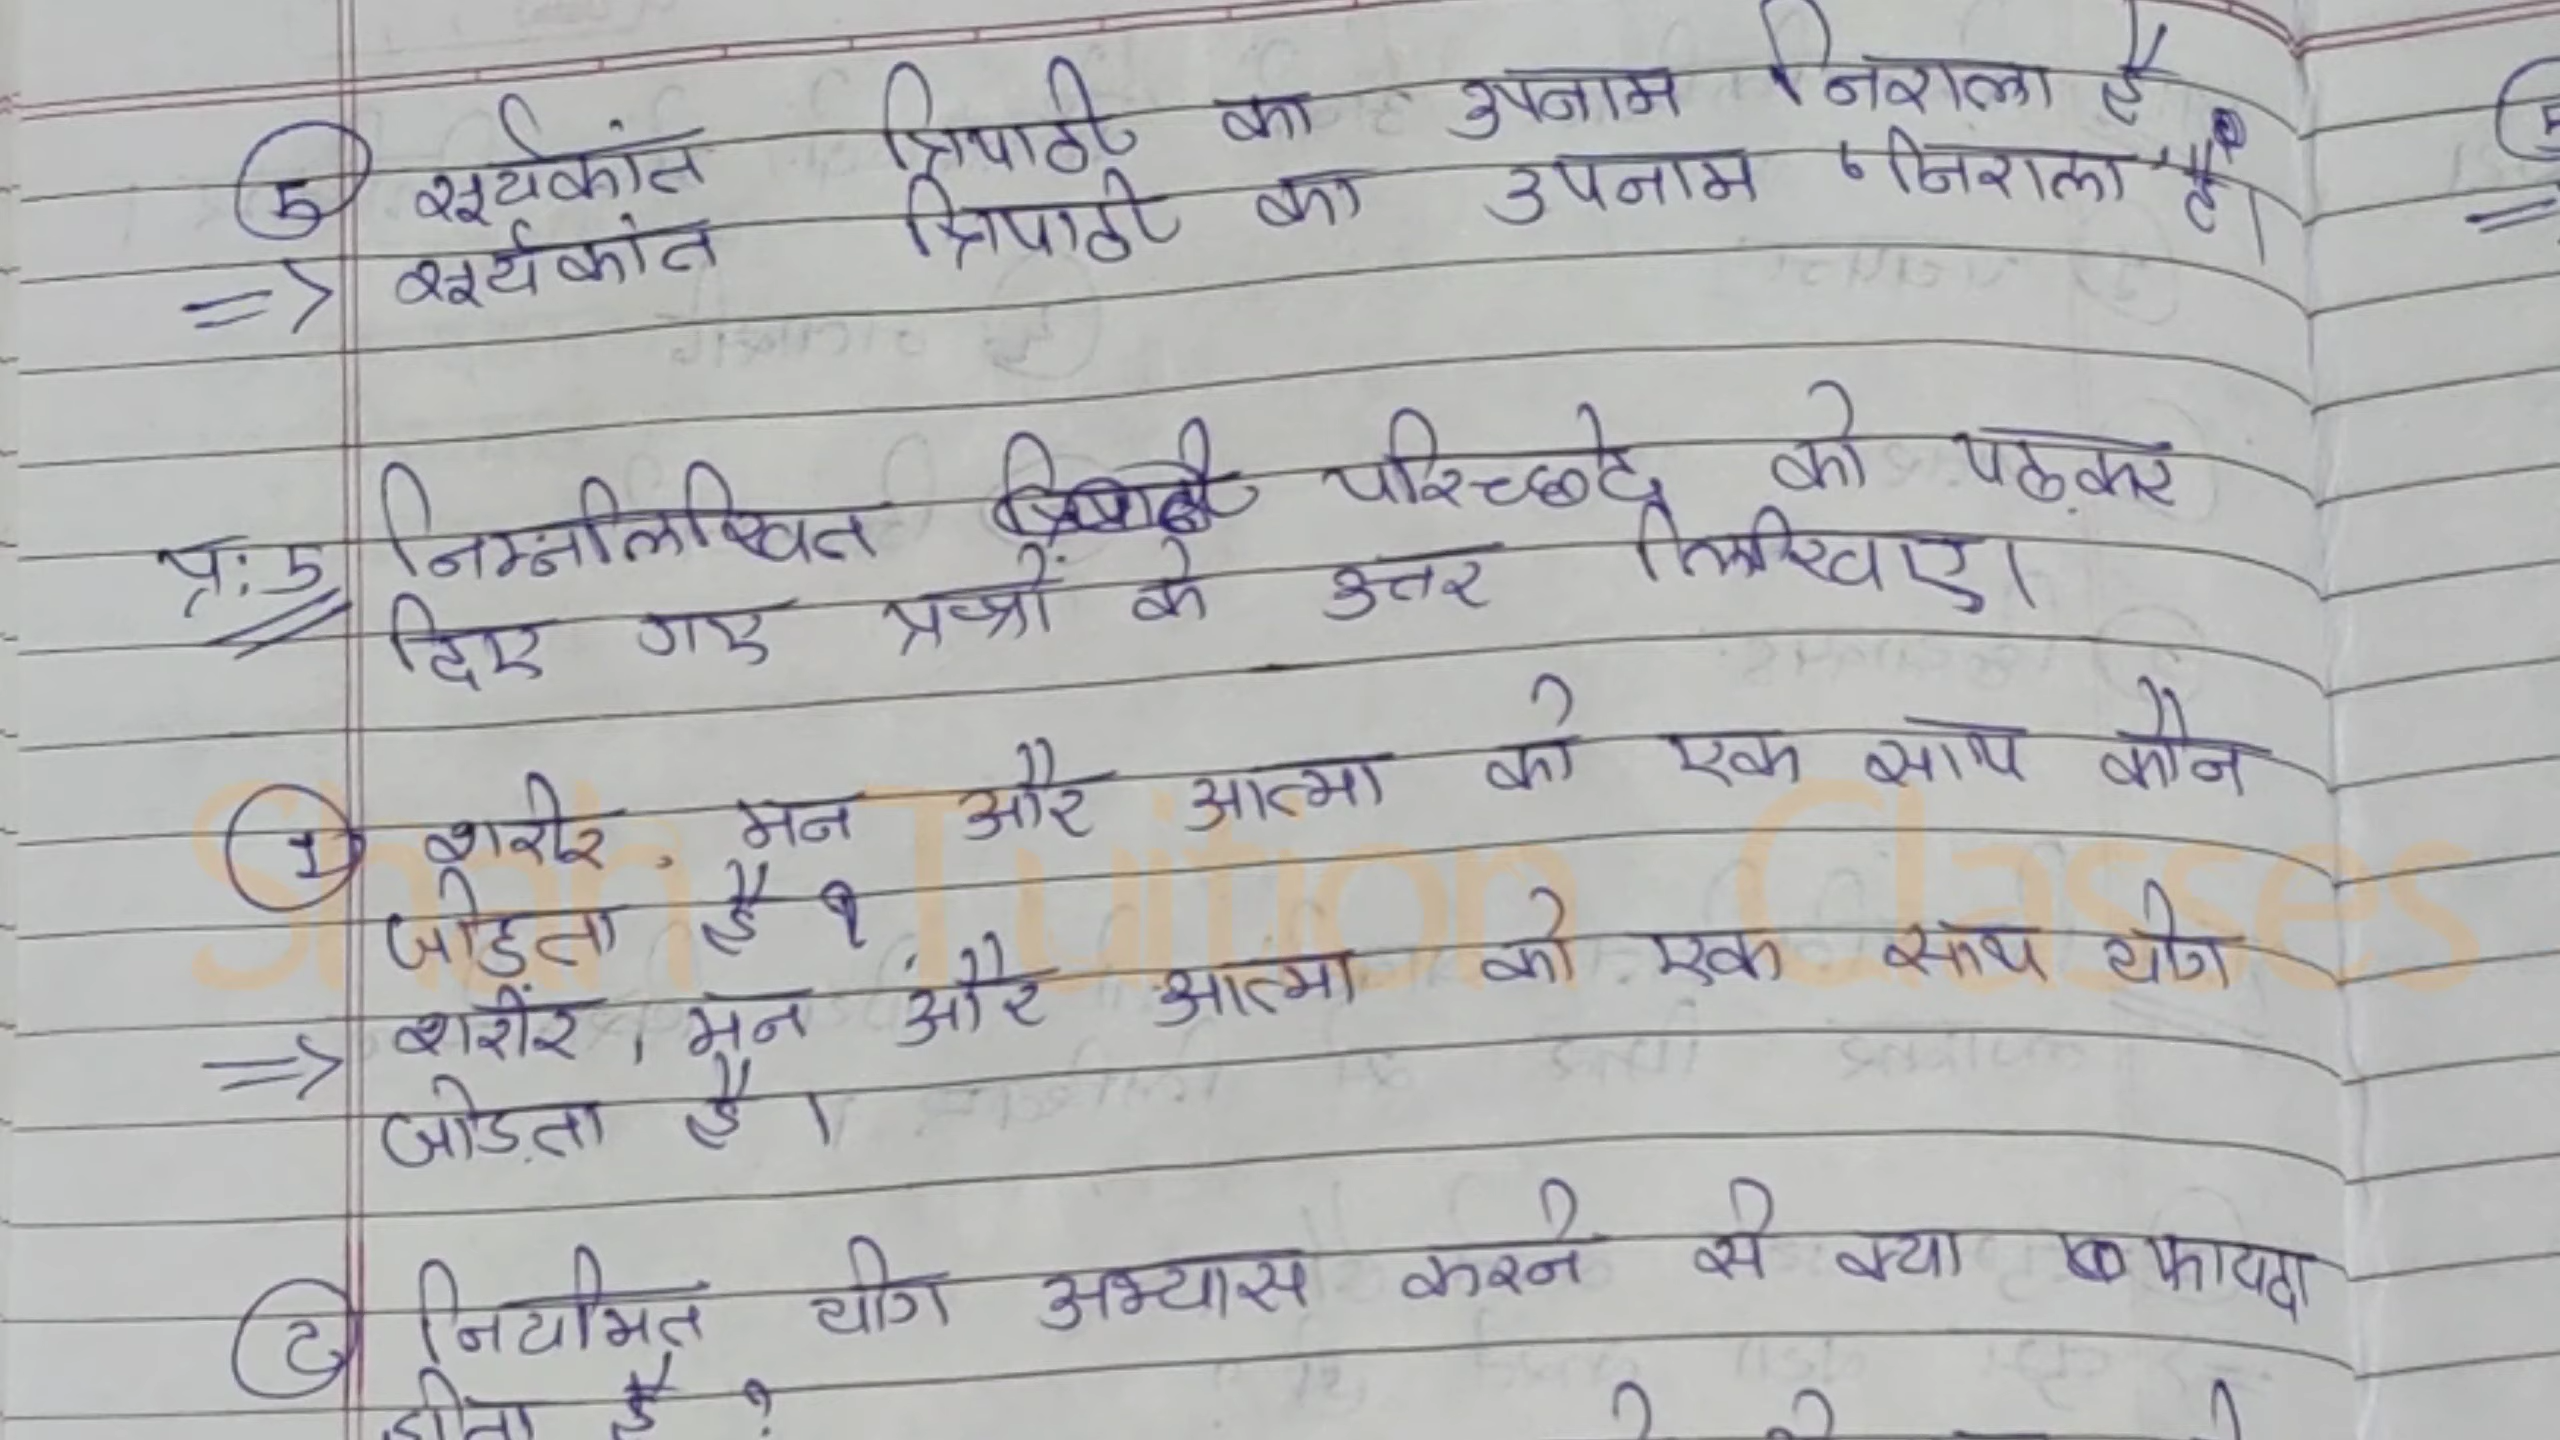 5 सूर्यकांत त्रिपाठी का उपनाम निराला है
=> सूर्यकांत त्रिपाठी का उपनाम 'निराला' है।
प्र: 5 निम्नलिखित परिच्छेद को पढ़कर
दिए गए प्रश्नों के उत्तर लिखिए।
1 शरीर, मन और आत्मा को एक साथ कौन
जोड़ता है ?
=> शरीर, मन और आत्मा को एक साथ योग
जोड़ता है।
2 नियमित योग अभ्यास करने से क्या फायदा
होता है ?
Shah Tuition Classes